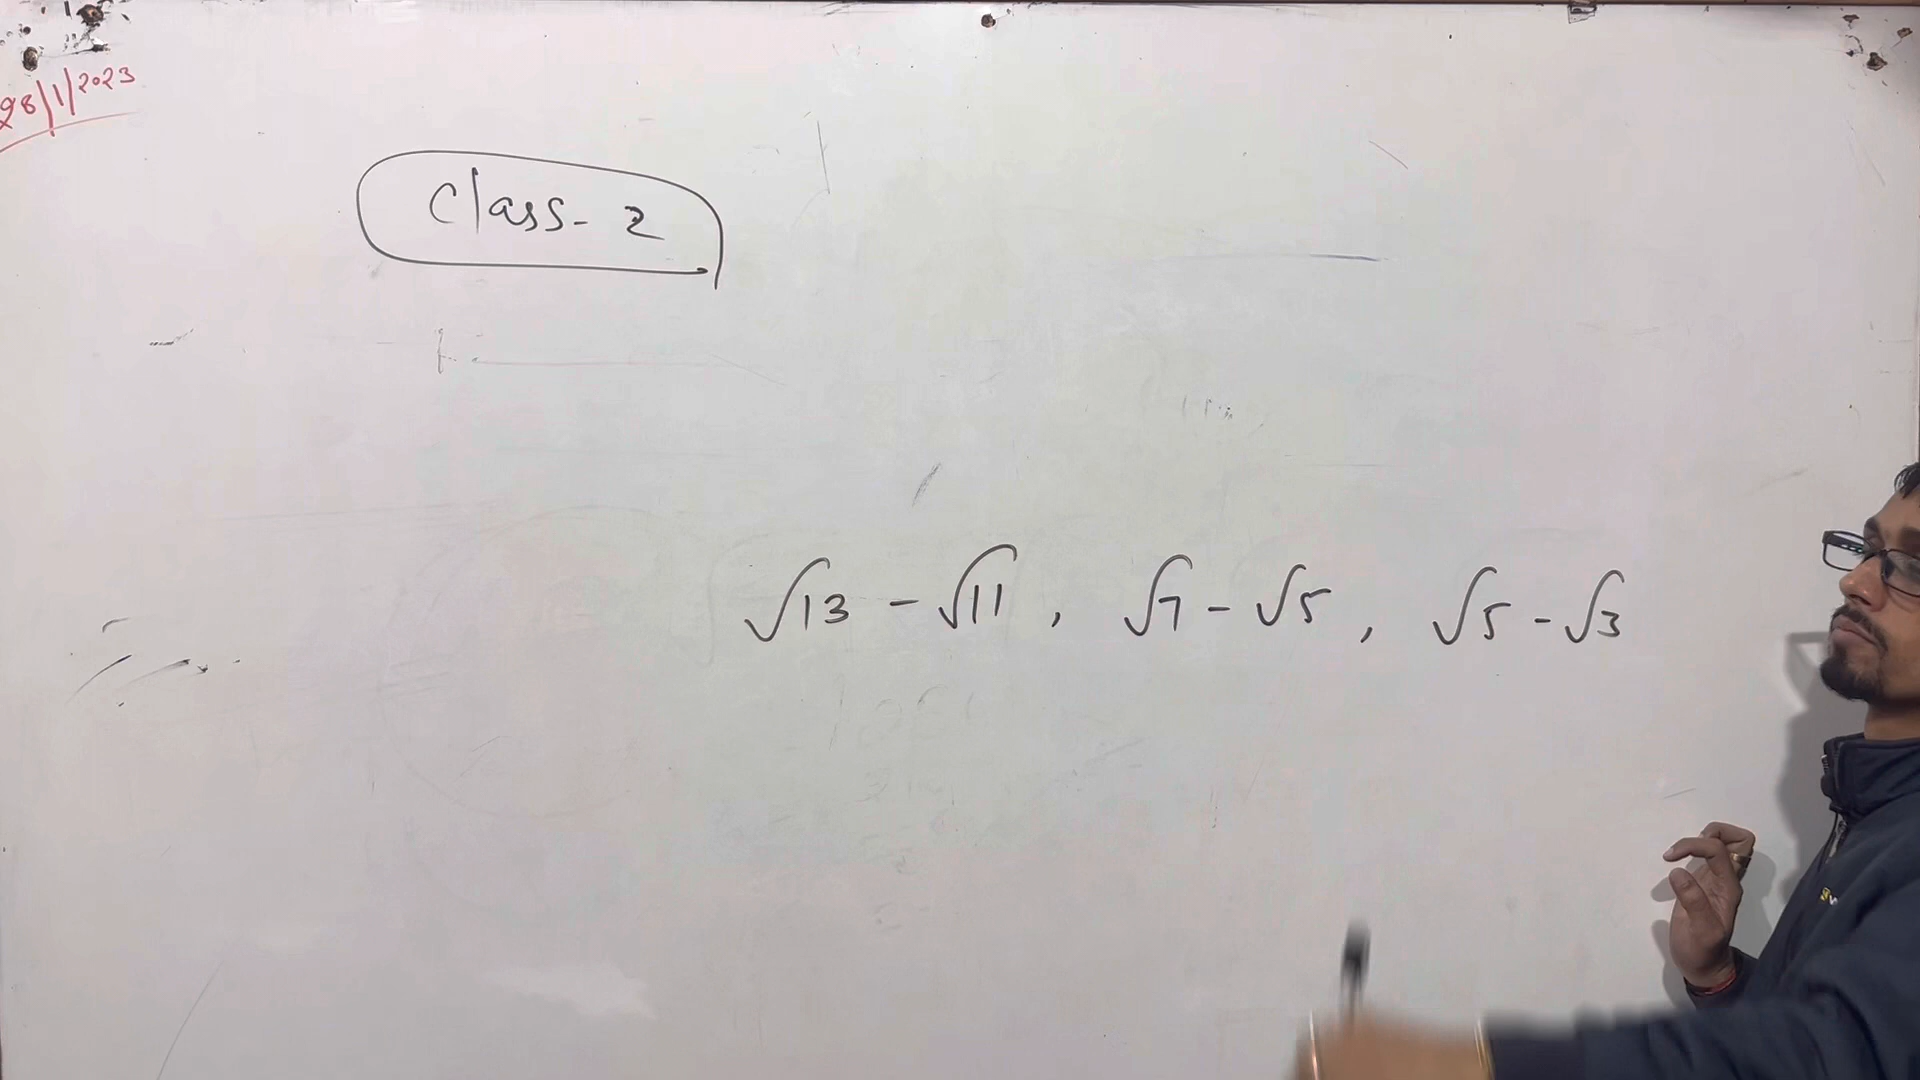 28/1/2023
Class-2
√13 - √11, √7 - √5, √5 - √3